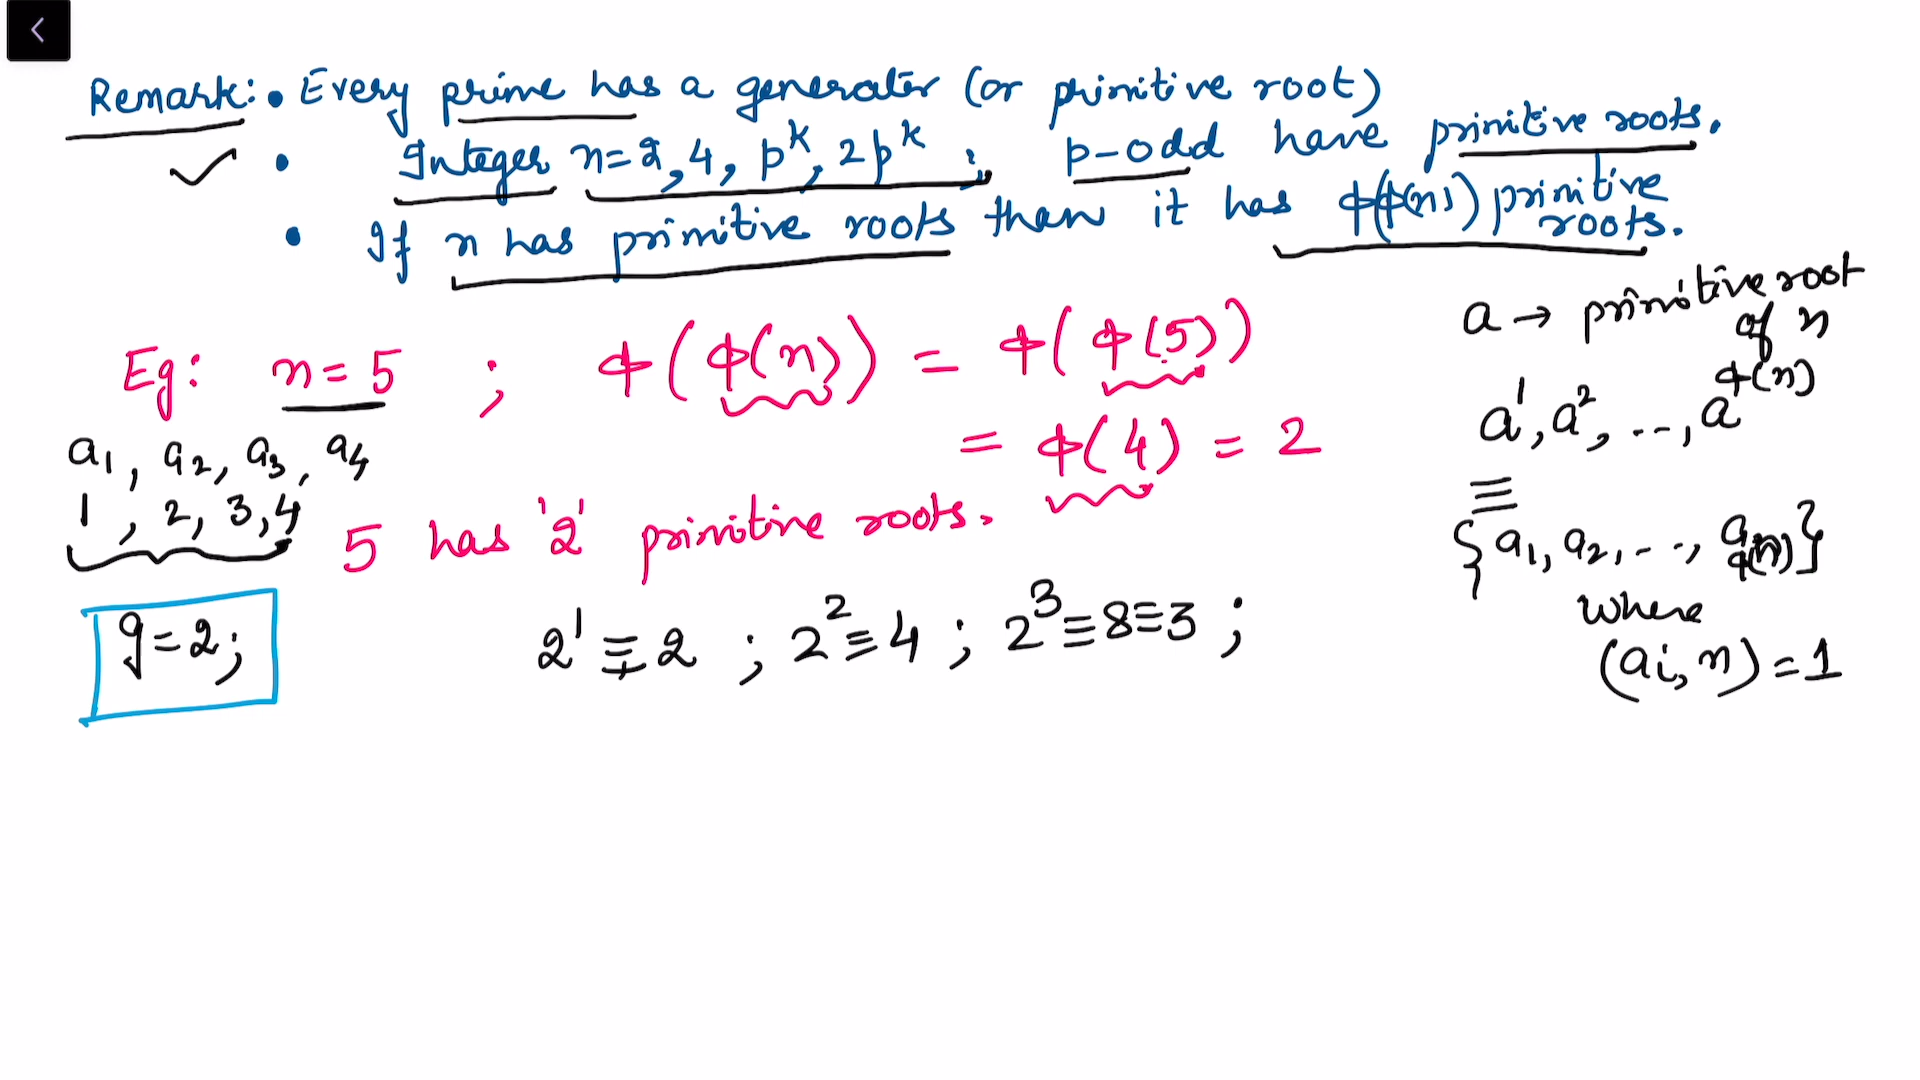 Remark: • Every prime has a generator (or primitive root)
✓ • Integer n=2,4, p^k, 2p^k ; p-odd have primitive roots.
• If n has primitive roots than it has ϕ(ϕ(n)) primitive roots.
a → primitive root of n
Eg: n=5 ; ϕ(ϕ(n)) = ϕ(ϕ(5))
= ϕ(4) = 2
a^1, a^2, ..., a^ϕ(n)
a₁, a₂, a₃, a₄
1, 2, 3, 4
5 has '2' primitive roots.
≡
{a₁, a₂, ..., a_ϕ(n)}
where
(ai, n) = 1
g=2;
2^1 ≡ 2 ; 2^2 ≡ 4 ; 2^3 ≡ 8 ≡ 3 ;